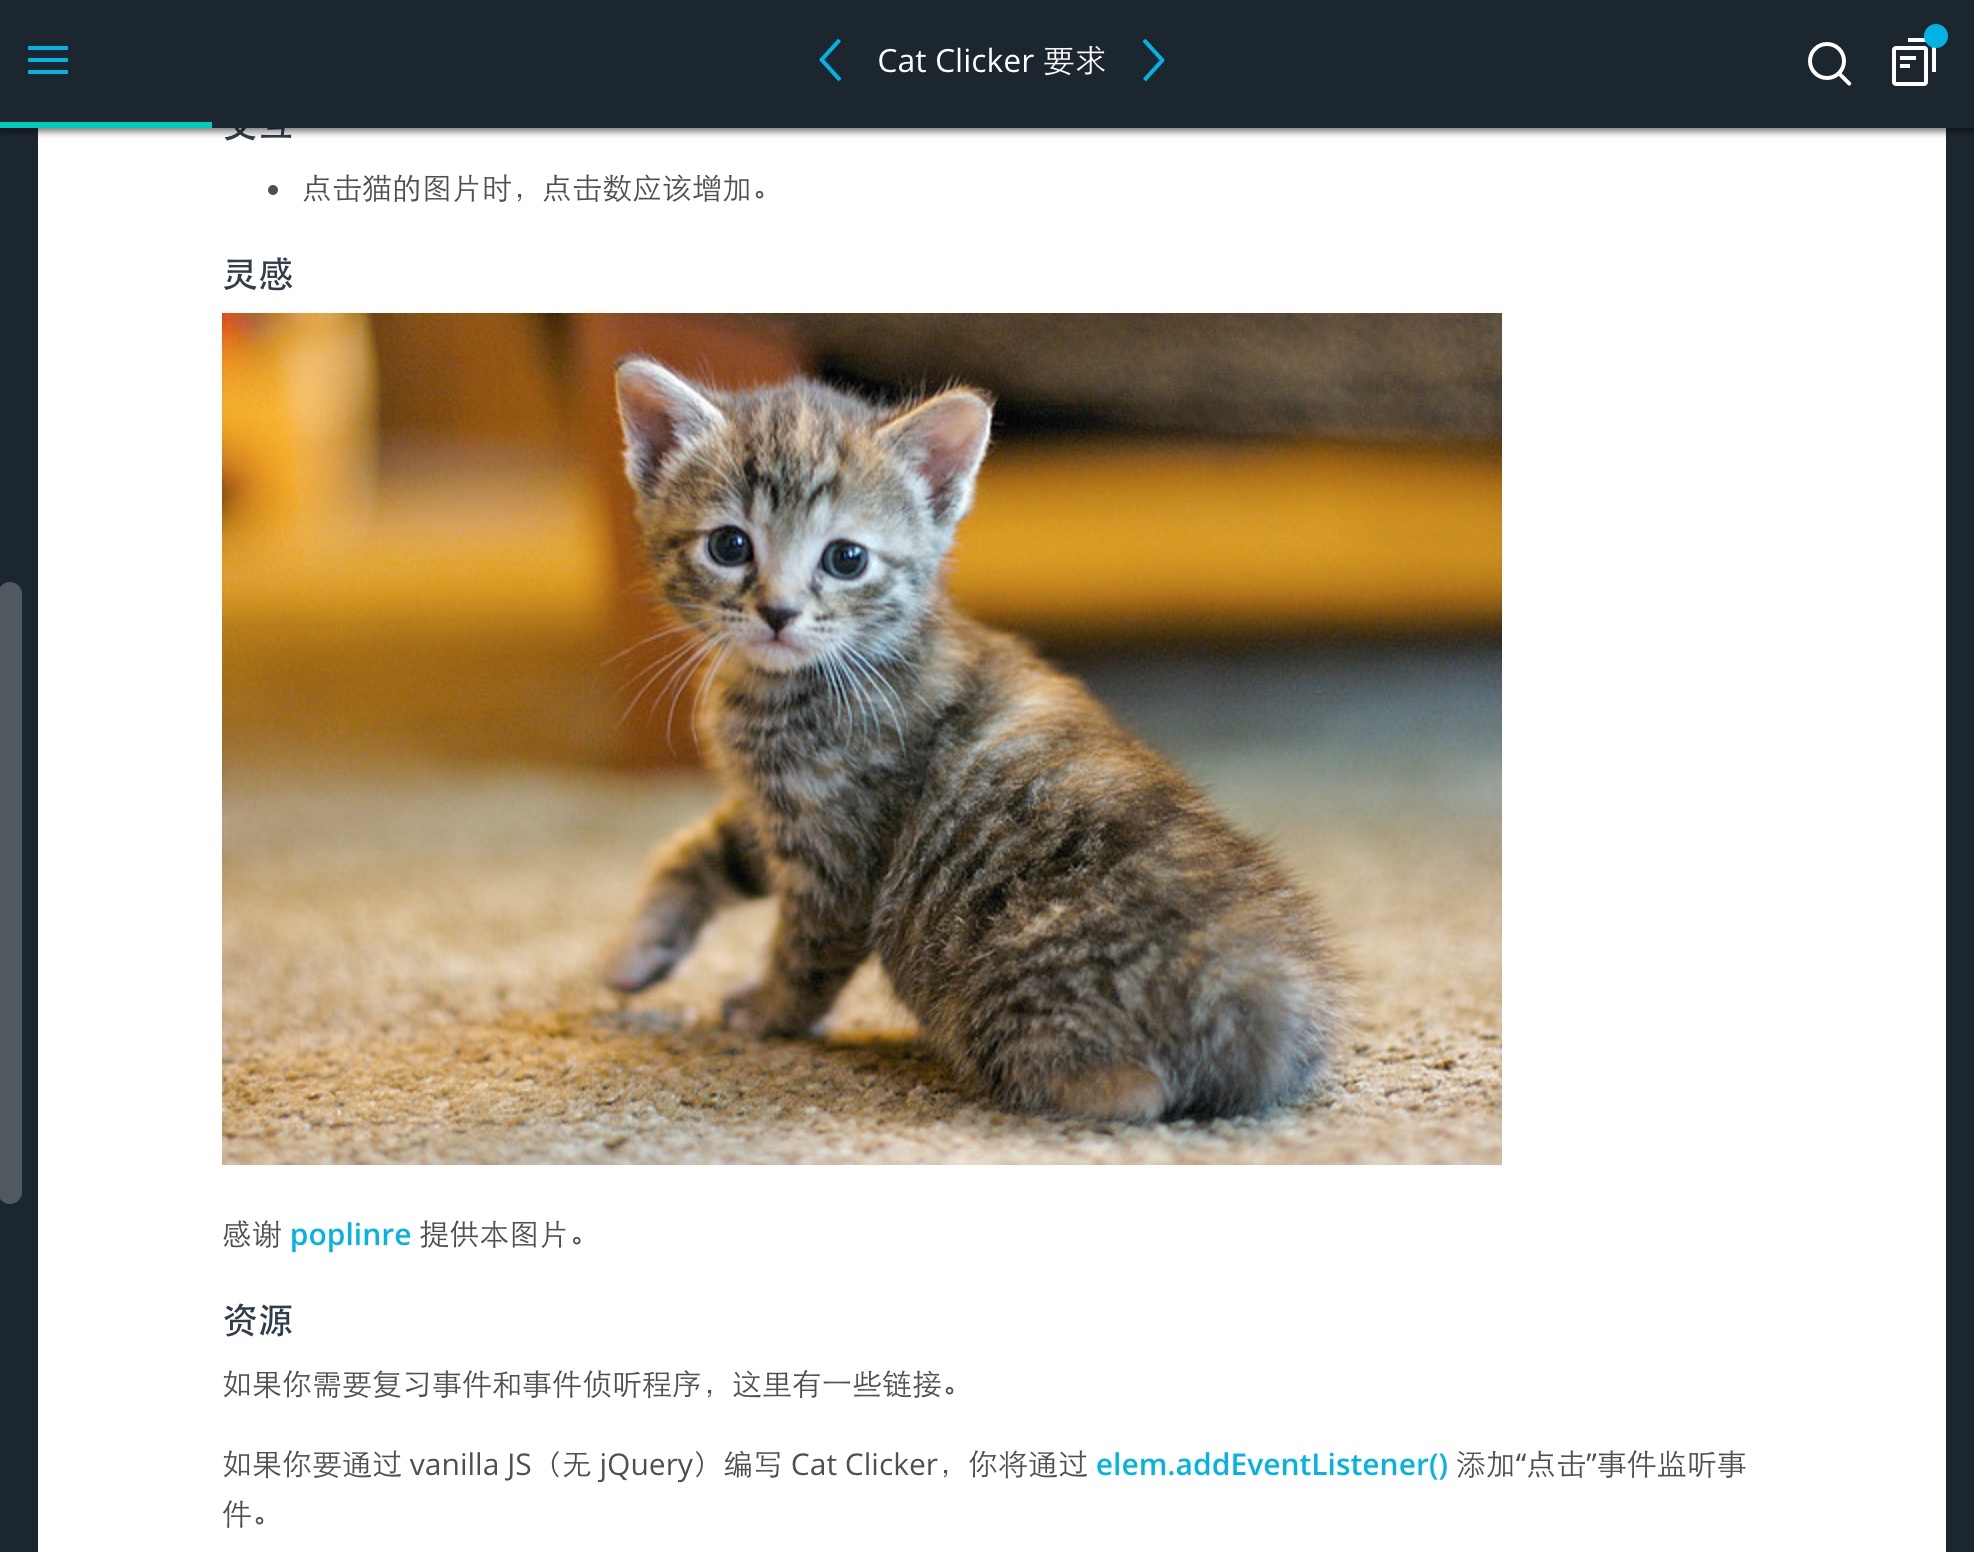 Cat Clicker 要求
交互
点击猫的图片时，点击数应该增加。
灵感
感谢 poplinre 提供本图片。
资源
如果你需要复习事件和事件侦听程序，这里有一些链接。
如果你要通过 vanilla JS（无 jQuery）编写 Cat Clicker，你将通过 elem.addEventListener() 添加“点击”事件监听事
件。